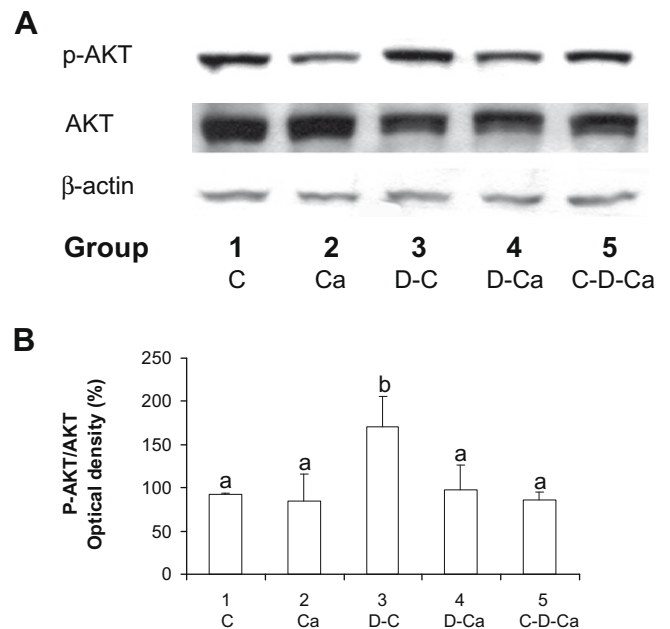 A
p-AKT
AKT
β-actin
Group 1 2 3 4 5
C Ca D-C D-Ca C-D-Ca
B
P-AKT/AKT
Optical density (%)
250
200
150
100
50
0
a a b a a
1 2 3 4 5
C Ca D-C D-Ca C-D-Ca